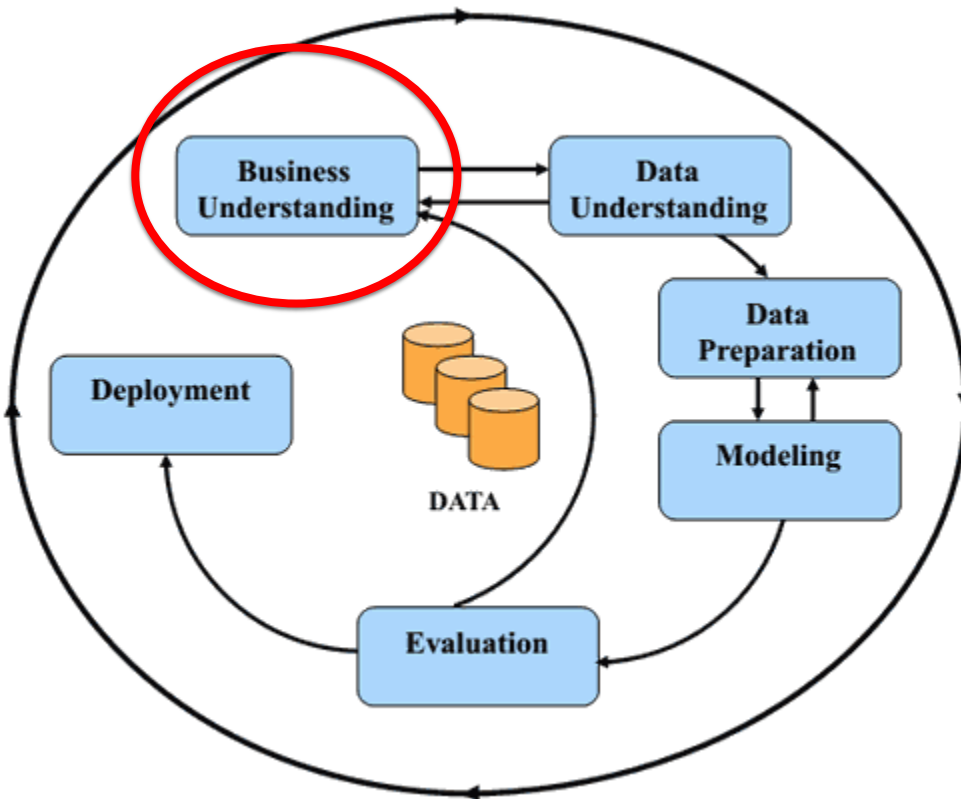 Business
Understanding
Data
Understanding
Data
Preparation
Deployment
Modeling
DATA
Evaluation